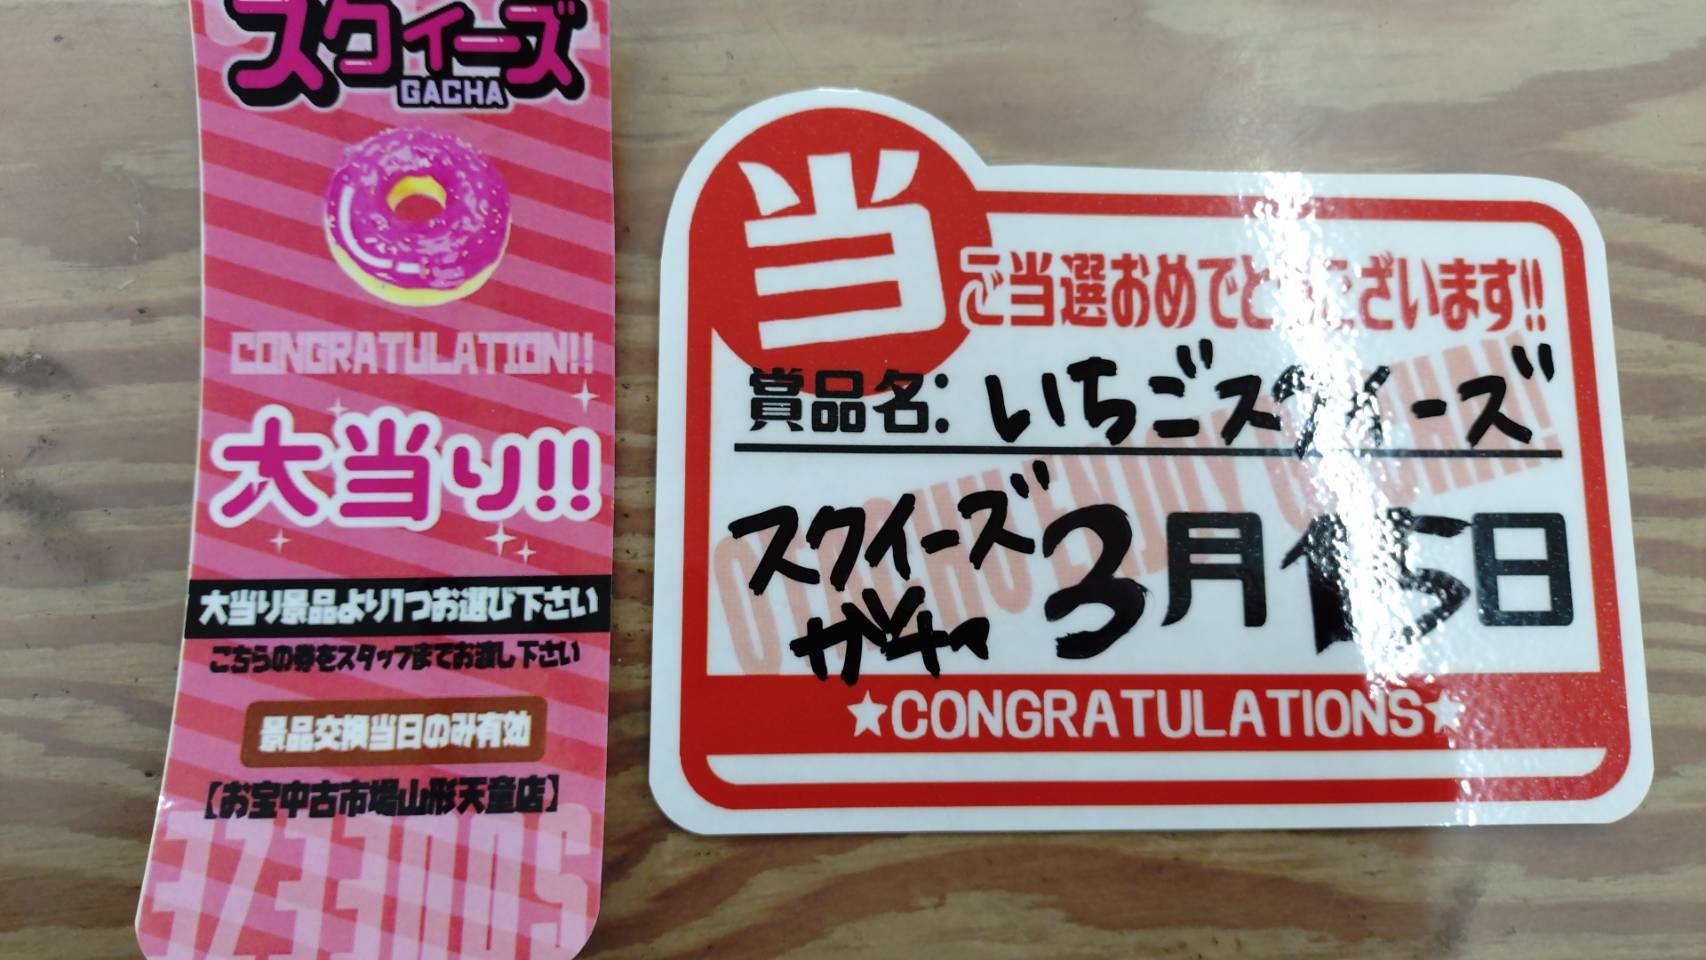 スクイーズ
GACHA
CONGRATULATION!!
大当り!!
大当り景品より1つお選び下さい
こちらの券をスタッフまでお渡し下さい
景品交換当日のみ有効
【お宝中古市場山形天童店】
SQUEEZE
当
ご当選おめでとうございます!!
賞品名: いちごスクイーズ
スクイーズ
ガチャ
3月15日
★CONGRATULATIONS★